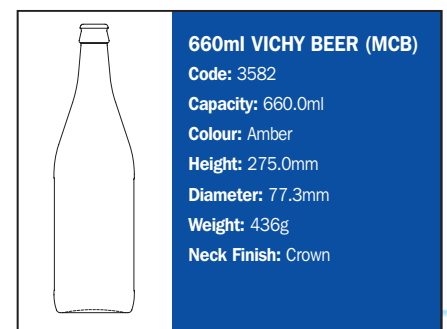 660ml VICHY BEER (MCB)
Code: 3582
Capacity: 660.0ml
Colour: Amber
Height: 275.0mm
Diameter: 77.3mm
Weight: 436g
Neck Finish: Crown